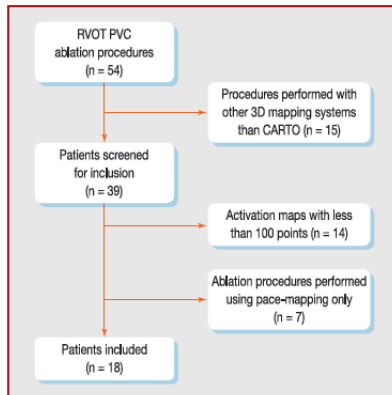 RVOT PVC
ablation procedures
(n = 54)
Procedures performed with
other 3D mapping systems
than CARTO (n = 15)
Patients screened
for inclusion
(n = 39)
Activation maps with less
than 100 points (n = 14)
Ablation procedures performed
using pace-mapping only
(n = 7)
Patients included
(n = 18)